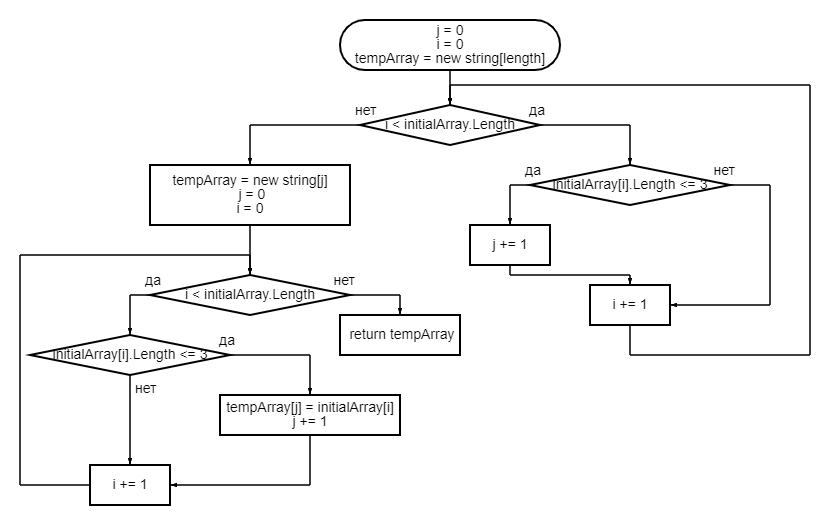 j = 0
i = 0
tempArray = new string[length]
нет
да
i < initialArray.Length
tempArray = new string[j]
j = 0
i = 0
да
нет
initialArray[i].Length <= 3
j += 1
i += 1
да
нет
i < initialArray.Length
return tempArray
да
initialArray[i].Length <= 3
нет
tempArray[j] = initialArray[i]
j += 1
i += 1